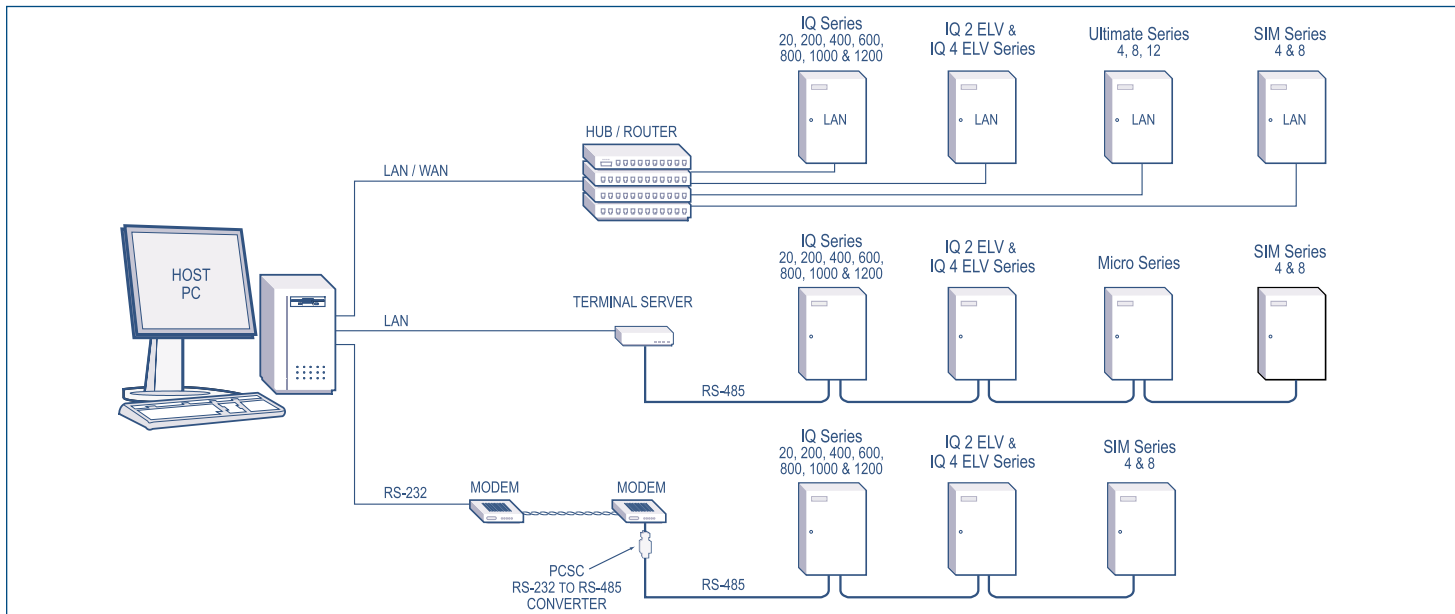 IQ Series
20, 200, 400, 600,
800, 1000 & 1200
IQ 2 ELV &
IQ 4 ELV Series
Ultimate Series
4, 8, 12
SIM Series
4 & 8
LAN
LAN
LAN
LAN
HUB / ROUTER
LAN / WAN
HOST
PC
IQ Series
20, 200, 400, 600,
800, 1000 & 1200
IQ 2 ELV &
IQ 4 ELV Series
Micro Series
SIM Series
4 & 8
TERMINAL SERVER
LAN
RS-485
IQ Series
20, 200, 400, 600,
800, 1000 & 1200
IQ 2 ELV &
IQ 4 ELV Series
SIM Series
4 & 8
RS-232
MODEM
MODEM
PCSC
RS-232 TO RS-485
CONVERTER
RS-485